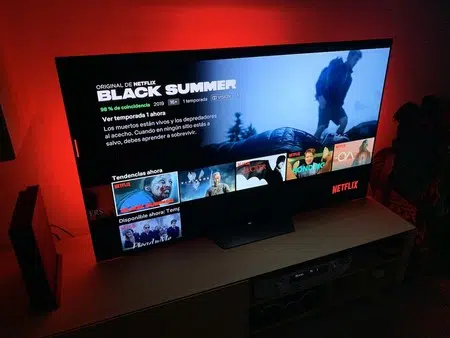 ORIGINAL DE NETFLIX
BLACK SUMMER
98 % de coincidencia 2019 16+ 1 temporada
Ver temporada 1 ahora
Los muertos están vivos y los depredadores
al acecho. Cuando en ningún sitio estás a
salvo, debes aprender a sobrevivir.
Tendencias ahora
NETFLIX
Disponible ahora: Temp